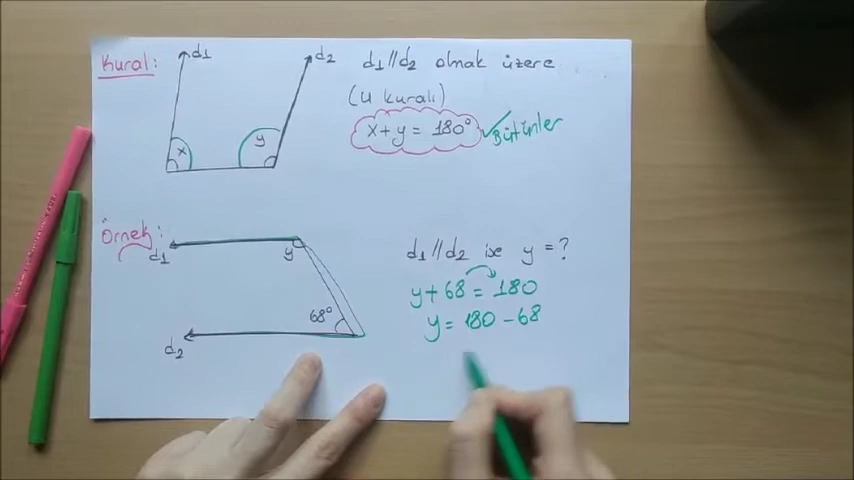 Kural:
d1
d2
x
y
d1//d2 olmak üzere
(U kuralı)
x+y = 180°
Bütünler
Örnek:
d1
y
68°
d2
d1//d2 ise y=?
y+68 = 180
y = 180-68